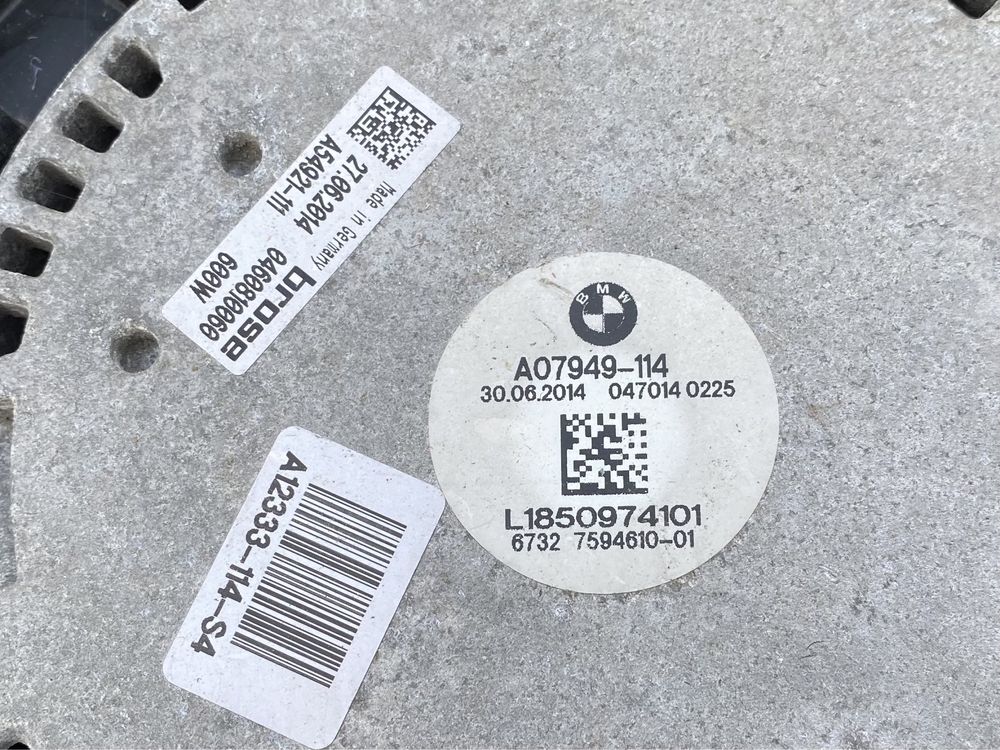 A54921-111
27.06.2014
Made in Germany
600W
0460810060
brose
BMW
A07949-114
30.06.2014 047014 0225
L1850974101
6732 7594610-01
A12333-114-S4